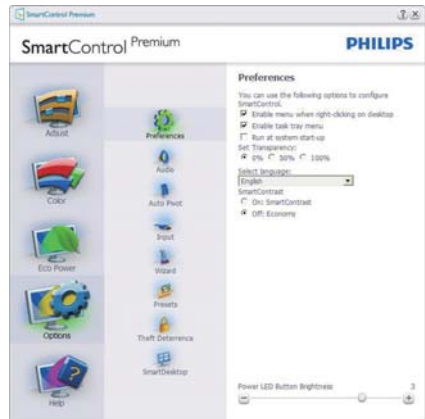 SmartControl Premium
SmartControl Premium
PHILIPS
Adjust
Color
Eco Power
Options
Help
Preferences
Audio
Auto Pivot
Input
Wizard
Presets
Theft Deterrence
SmartDesktop
Preferences
You can use the following options to configure
SmartControl.
Enable menu when right-clicking on desktop
Enable task tray menu
Run at system start-up
Set Transparency:
0% 50% 100%
Select language:
English
SmartContrast
On: SmartContrast
Off: Economy
Power LED Button Brightness 3